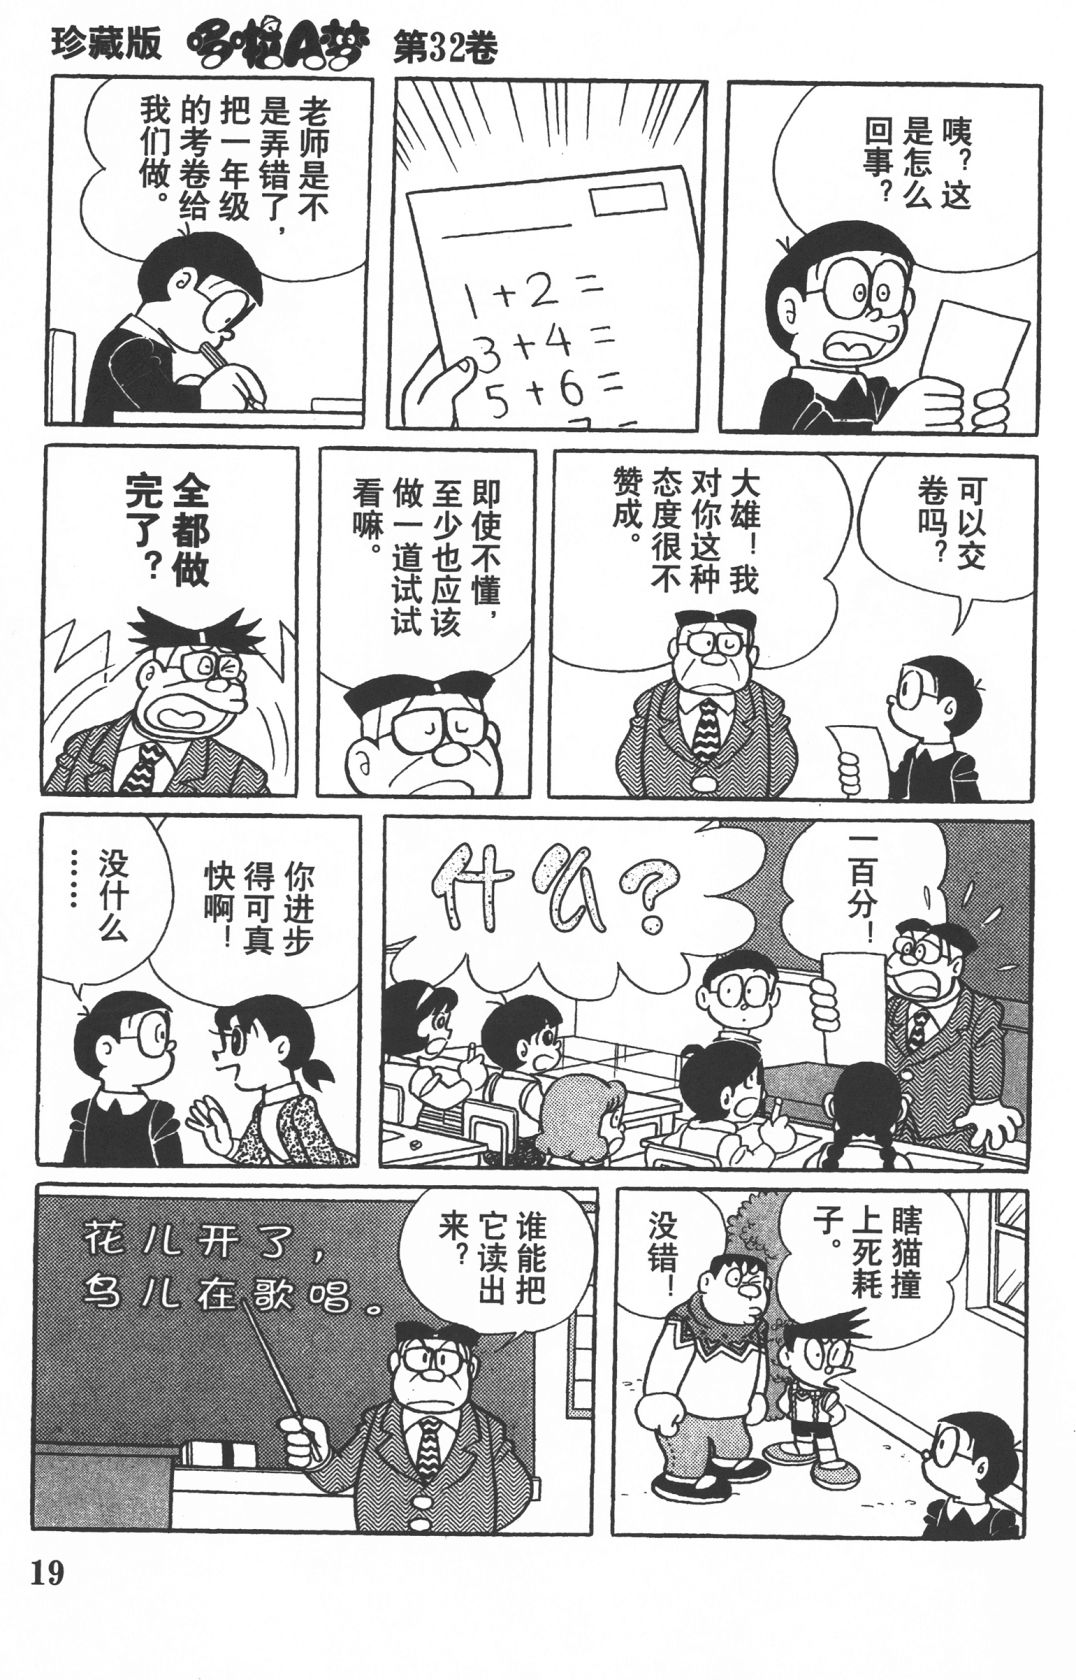 珍藏版 哆啦A梦 第32卷
咦？这
是怎么
回事？
1+2=
3+4=
5+6=
老师是不
是弄错了，
把一年级
的考卷给
我们做。
可以交
卷吗？
大雄！我
对你这种
态度很不
赞成。
即使不懂，
至少也应该
做一道试试
看嘛。
全都做
完了？
一百分！
什么？
你进步
得可真
快啊！
没什么
……
瞎猫撞
上死耗
子。
没错！
谁能把
它读出
来？
花儿开了，
鸟儿在歌唱。
19